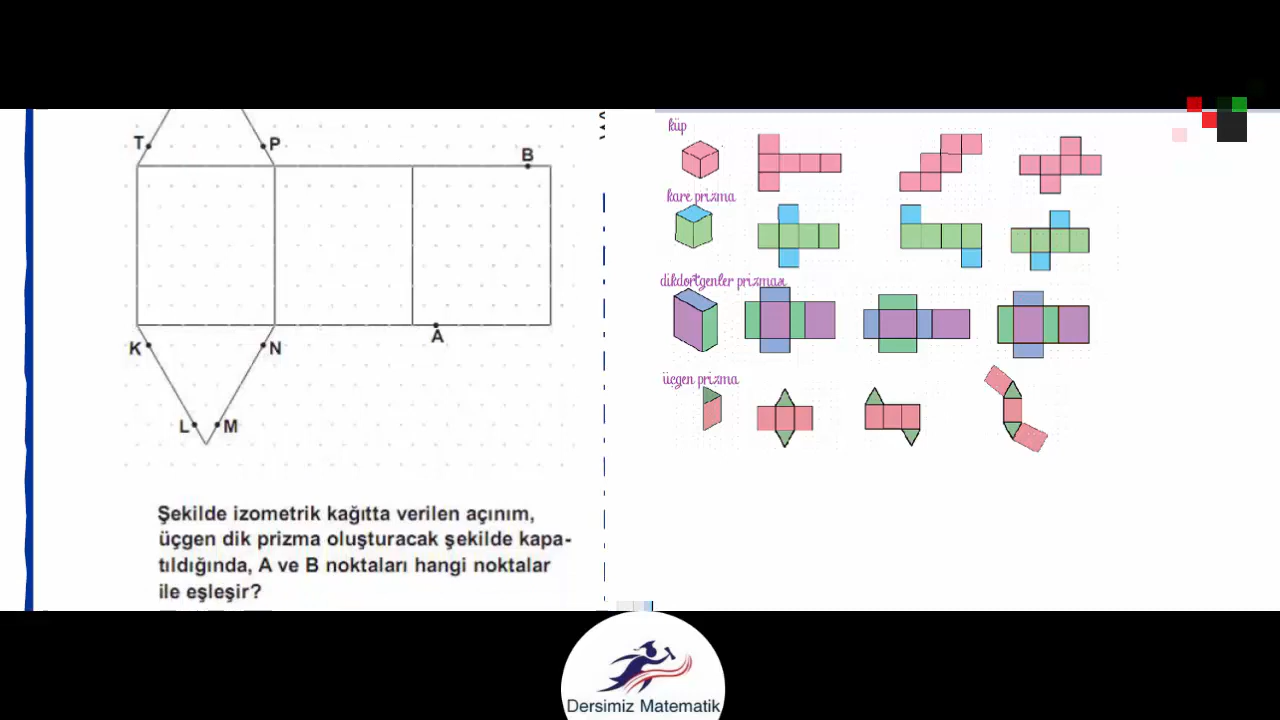 T
P
B
K
N
A
L
M
Şekilde izometrik kağıtta verilen açınım,
üçgen dik prizma oluşturacak şekilde kapa-
tıldığında, A ve B noktaları hangi noktalar
ile eşleşir?
küp
kare prizma
dikdörtgenler prizması
üçgen prizma
Dersimiz Matematik